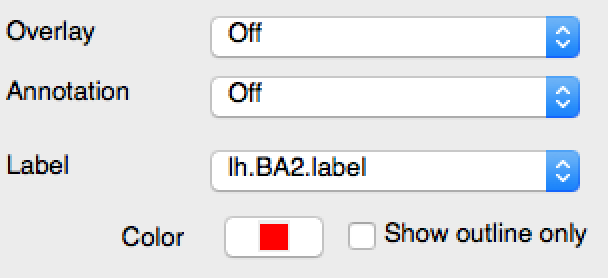 Overlay Off
Annotation Off
Label lh.BA2.label
Color Show outline only